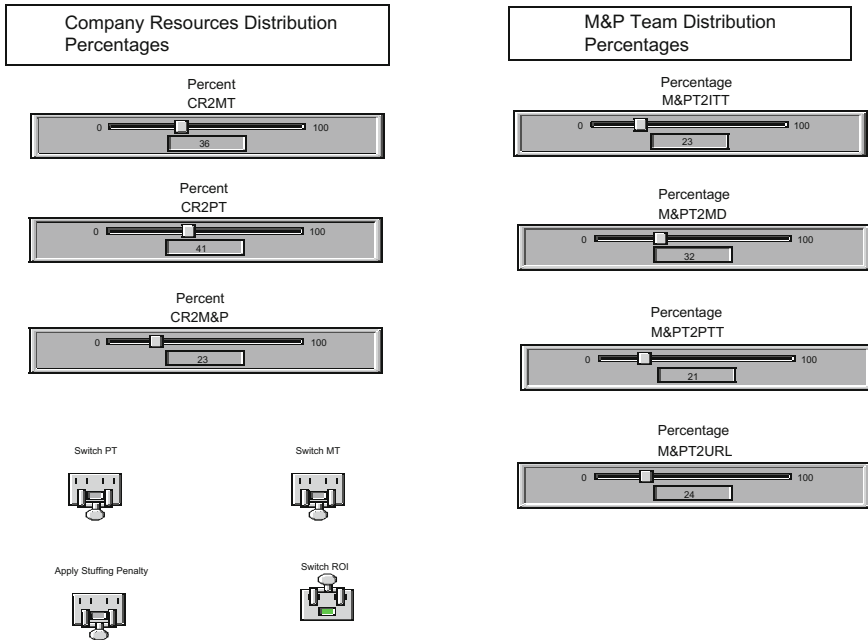 Company Resources Distribution
Percentages
Percent
CR2MT
0 100
36
Percent
CR2PT
0 100
41
Percent
CR2M&P
0 100
23
Switch PT
Switch MT
Apply Stuffing Penalty
Switch ROI
M&P Team Distribution
Percentages
Percentage
M&PT2ITT
0 100
23
Percentage
M&PT2MD
0 100
32
Percentage
M&PT2PTT
0 100
21
Percentage
M&PT2URL
0 100
24